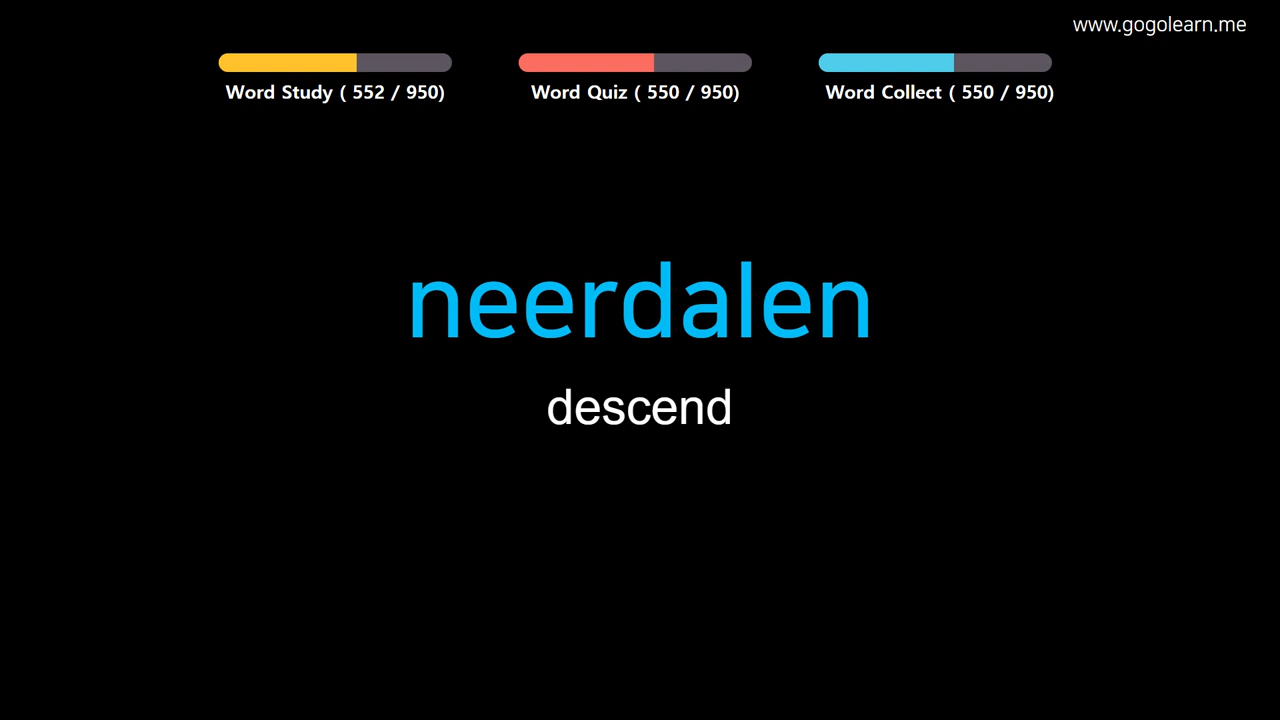 www.gogolearn.me
Word Study ( 552 / 950)
Word Quiz ( 550 / 950)
Word Collect ( 550 / 950)
neerdalen
descend